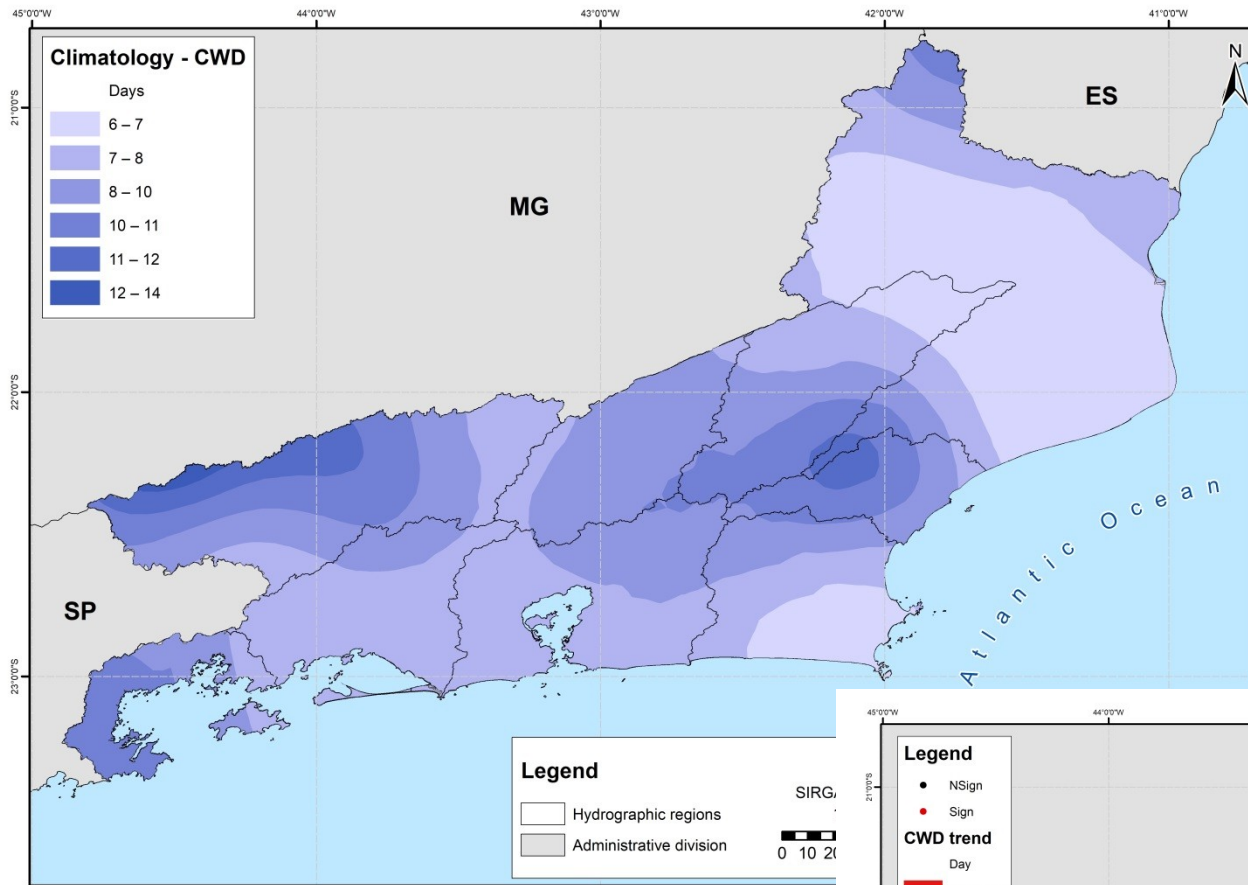 45°0'0"W
44°0'0"W
43°0'0"W
42°0'0"W
41°0'0"W
Climatology - CWD
Days
6 – 7
7 – 8
8 – 10
10 – 11
11 – 12
12 – 14
N
ES
MG
SP
21°0'0"S
22°0'0"S
23°0'0"S
Atlantic Ocean
Legend
Hydrographic regions
Administrative division
0 10
45°0'0"W
44°0'0"W
21°0'0"S
Legend
NSign
Sign
CWD trend
Day